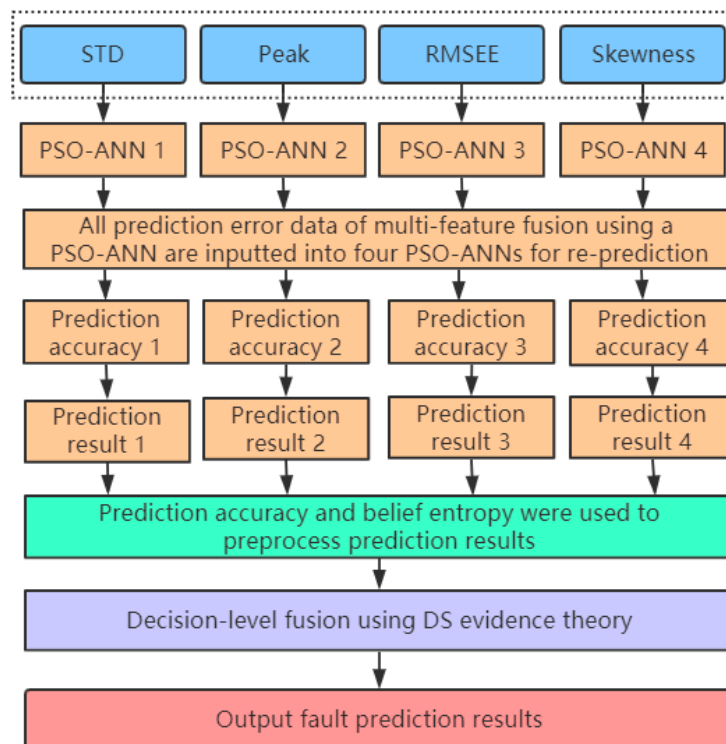 STD
Peak
RMSEE
Skewness
PSO-ANN 1
PSO-ANN 2
PSO-ANN 3
PSO-ANN 4
All prediction error data of multi-feature fusion using a
PSO-ANN are inputted into four PSO-ANNs for re-prediction
Prediction
accuracy 1
Prediction
accuracy 2
Prediction
accuracy 3
Prediction
accuracy 4
Prediction
result 1
Prediction
result 2
Prediction
result 3
Prediction
result 4
Prediction accuracy and belief entropy were used to
preprocess prediction results
Decision-level fusion using DS evidence theory
Output fault prediction results